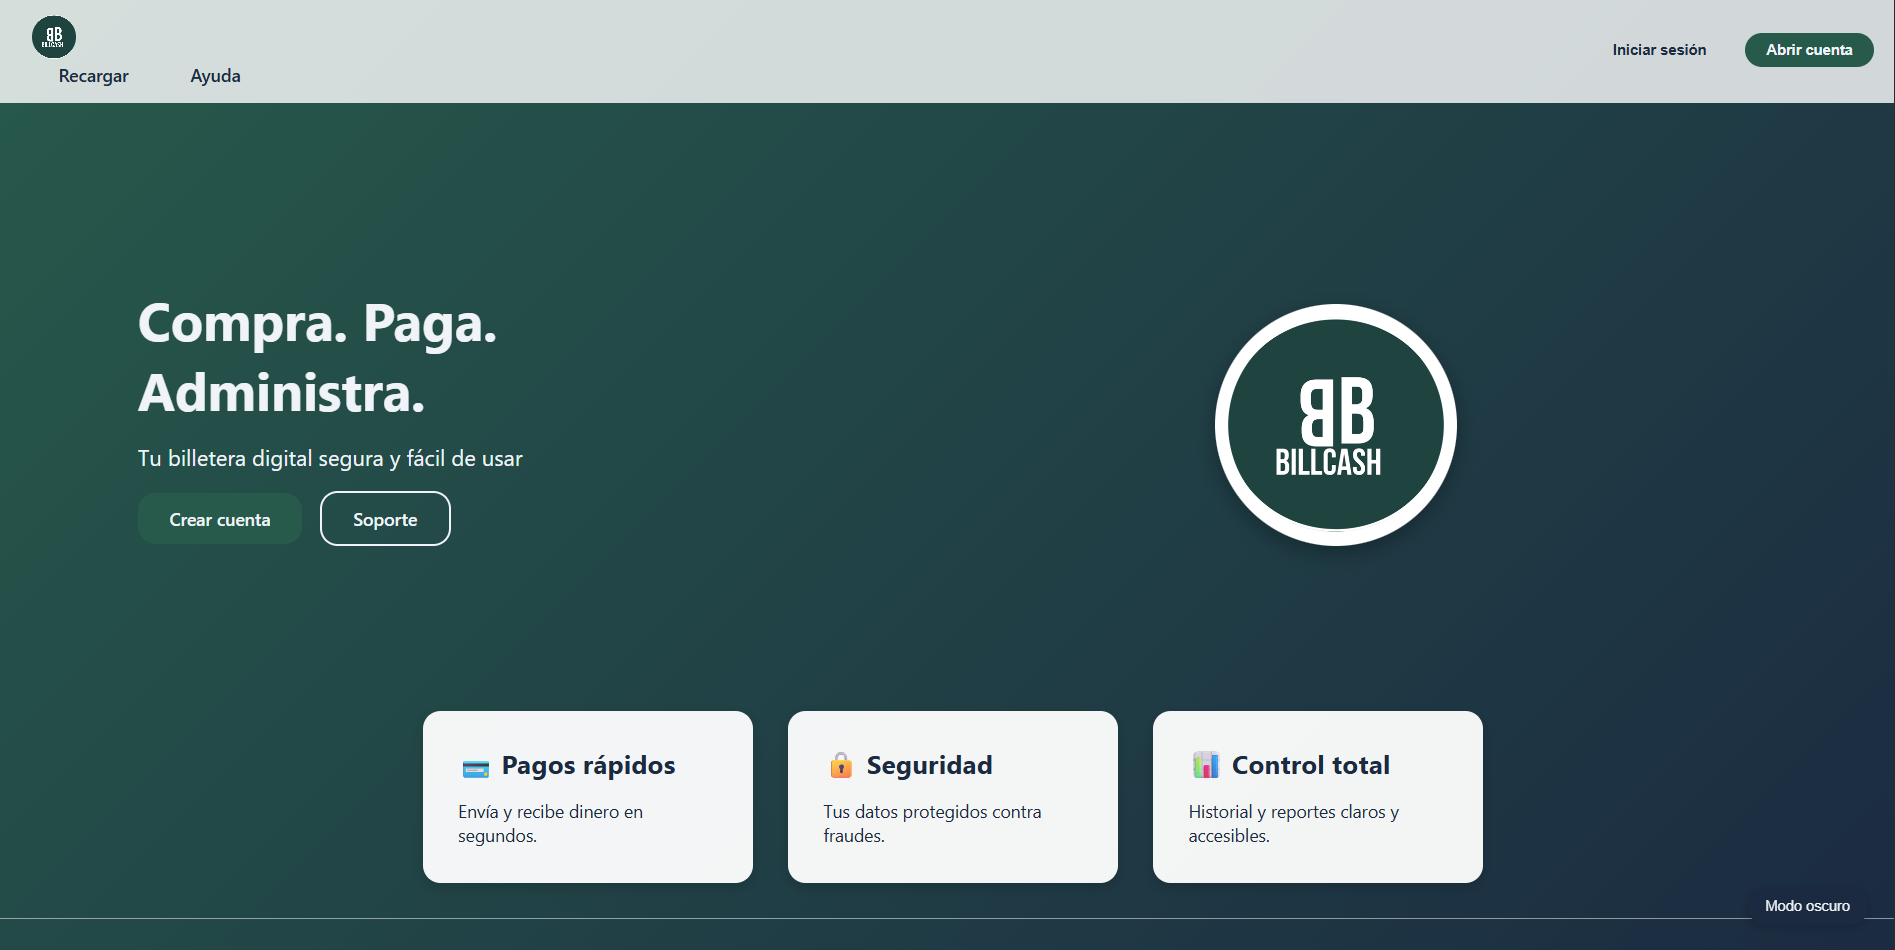 BB
BILLCASH
Recargar
Ayuda
Iniciar sesión
Abrir cuenta
Compra. Paga.
Administra.
Tu billetera digital segura y fácil de usar
Crear cuenta
Soporte
BB
BILLCASH
Pagos rápidos
Envía y recibe dinero en
segundos.
Seguridad
Tus datos protegidos contra
fraudes.
Control total
Historial y reportes claros y
accesibles.
Modo oscuro